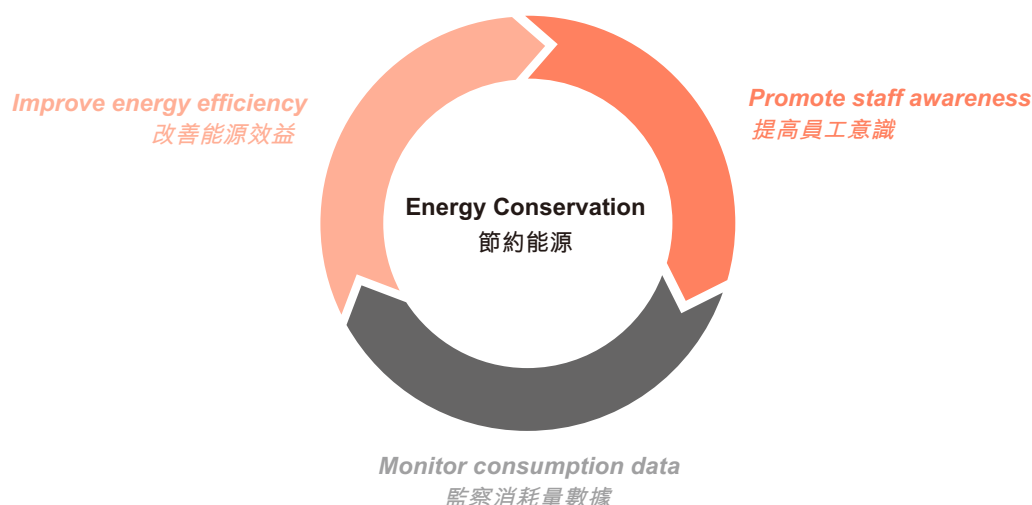 Improve energy efficiency
改善能源效益
Promote staff awareness
提高員工意識
Energy Conservation
節約能源
Monitor consumption data
監察消耗量數據